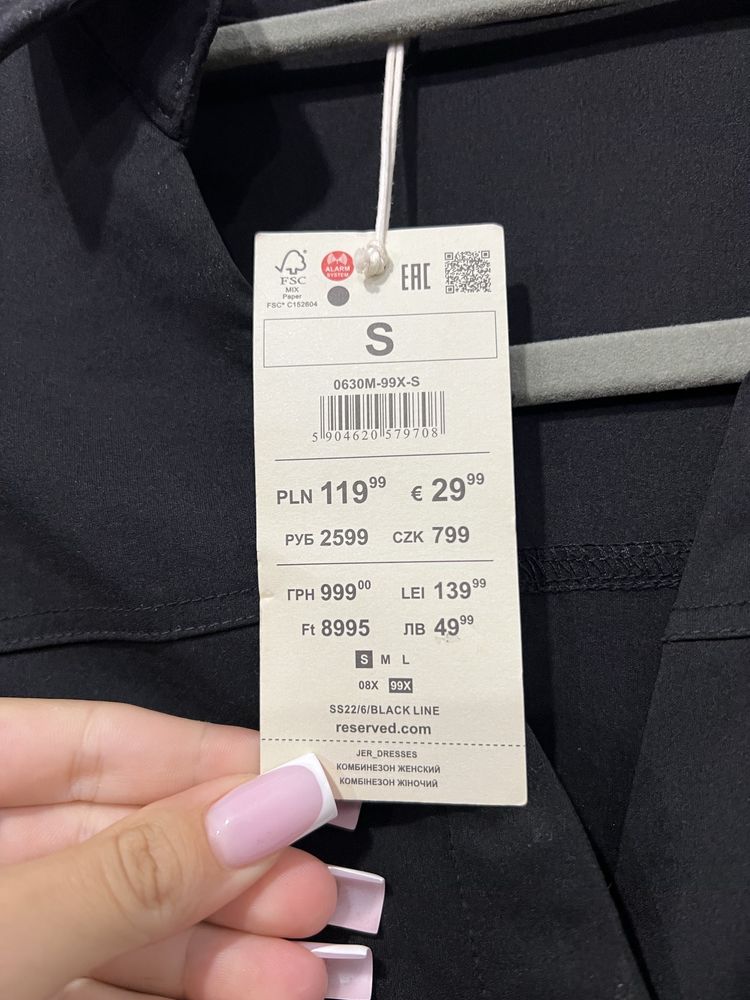 FSC
MIX
Paper
FSC® C152604
ALARM
SYSTEM
EAC
S
0630M-99X-S
5 904620 579708
PLN 119 99 € 29 99
РУБ 2599 CZK 799
ГРН 999 00 LEI 139 99
Ft 8995 ЛВ 49 99
S M L
08X 99X
SS22/6/BLACK LINE
reserved.com
JER_DRESSES
КОМБИНЕЗОН ЖЕНСКИЙ
КОМБІНЕЗОН ЖІНОЧИЙ